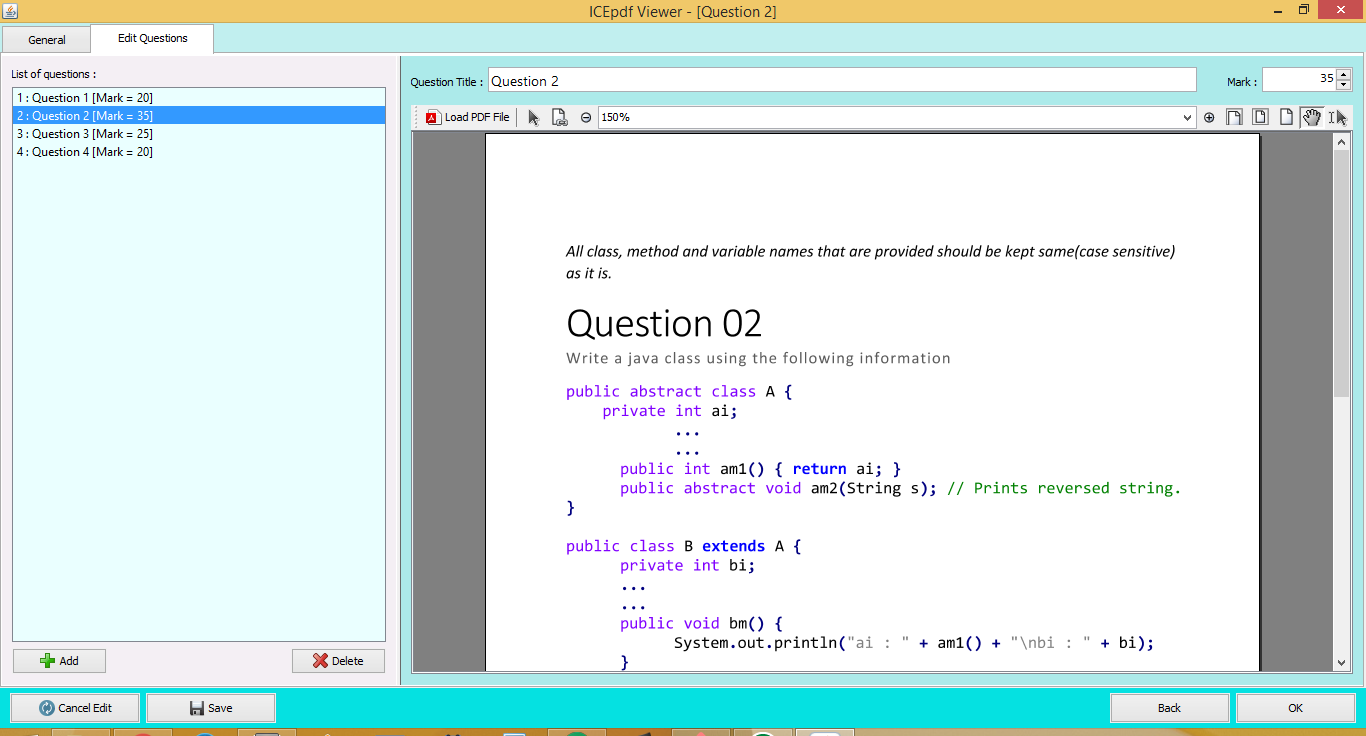 ICEpdf Viewer - [Question 2]
General
Edit Questions
List of questions :
1 : Question 1 [Mark = 20]
2 : Question 2 [Mark = 35]
3 : Question 3 [Mark = 25]
4 : Question 4 [Mark = 20]
Add
Delete
Question Title : Question 2
Mark : 35
Load PDF File
150%
All class, method and variable names that are provided should be kept same(case sensitive)
as it is.
Question 02
Write a java class using the following information
public abstract class A {
private int ai;
...
...
public int am1() { return ai; }
public abstract void am2(String s); // Prints reversed string.
}
public class B extends A {
private int bi;
...
...
public void bm() {
System.out.println("ai : " + am1() + "\nbi : " + bi);
}
Cancel Edit
Save
Back
OK